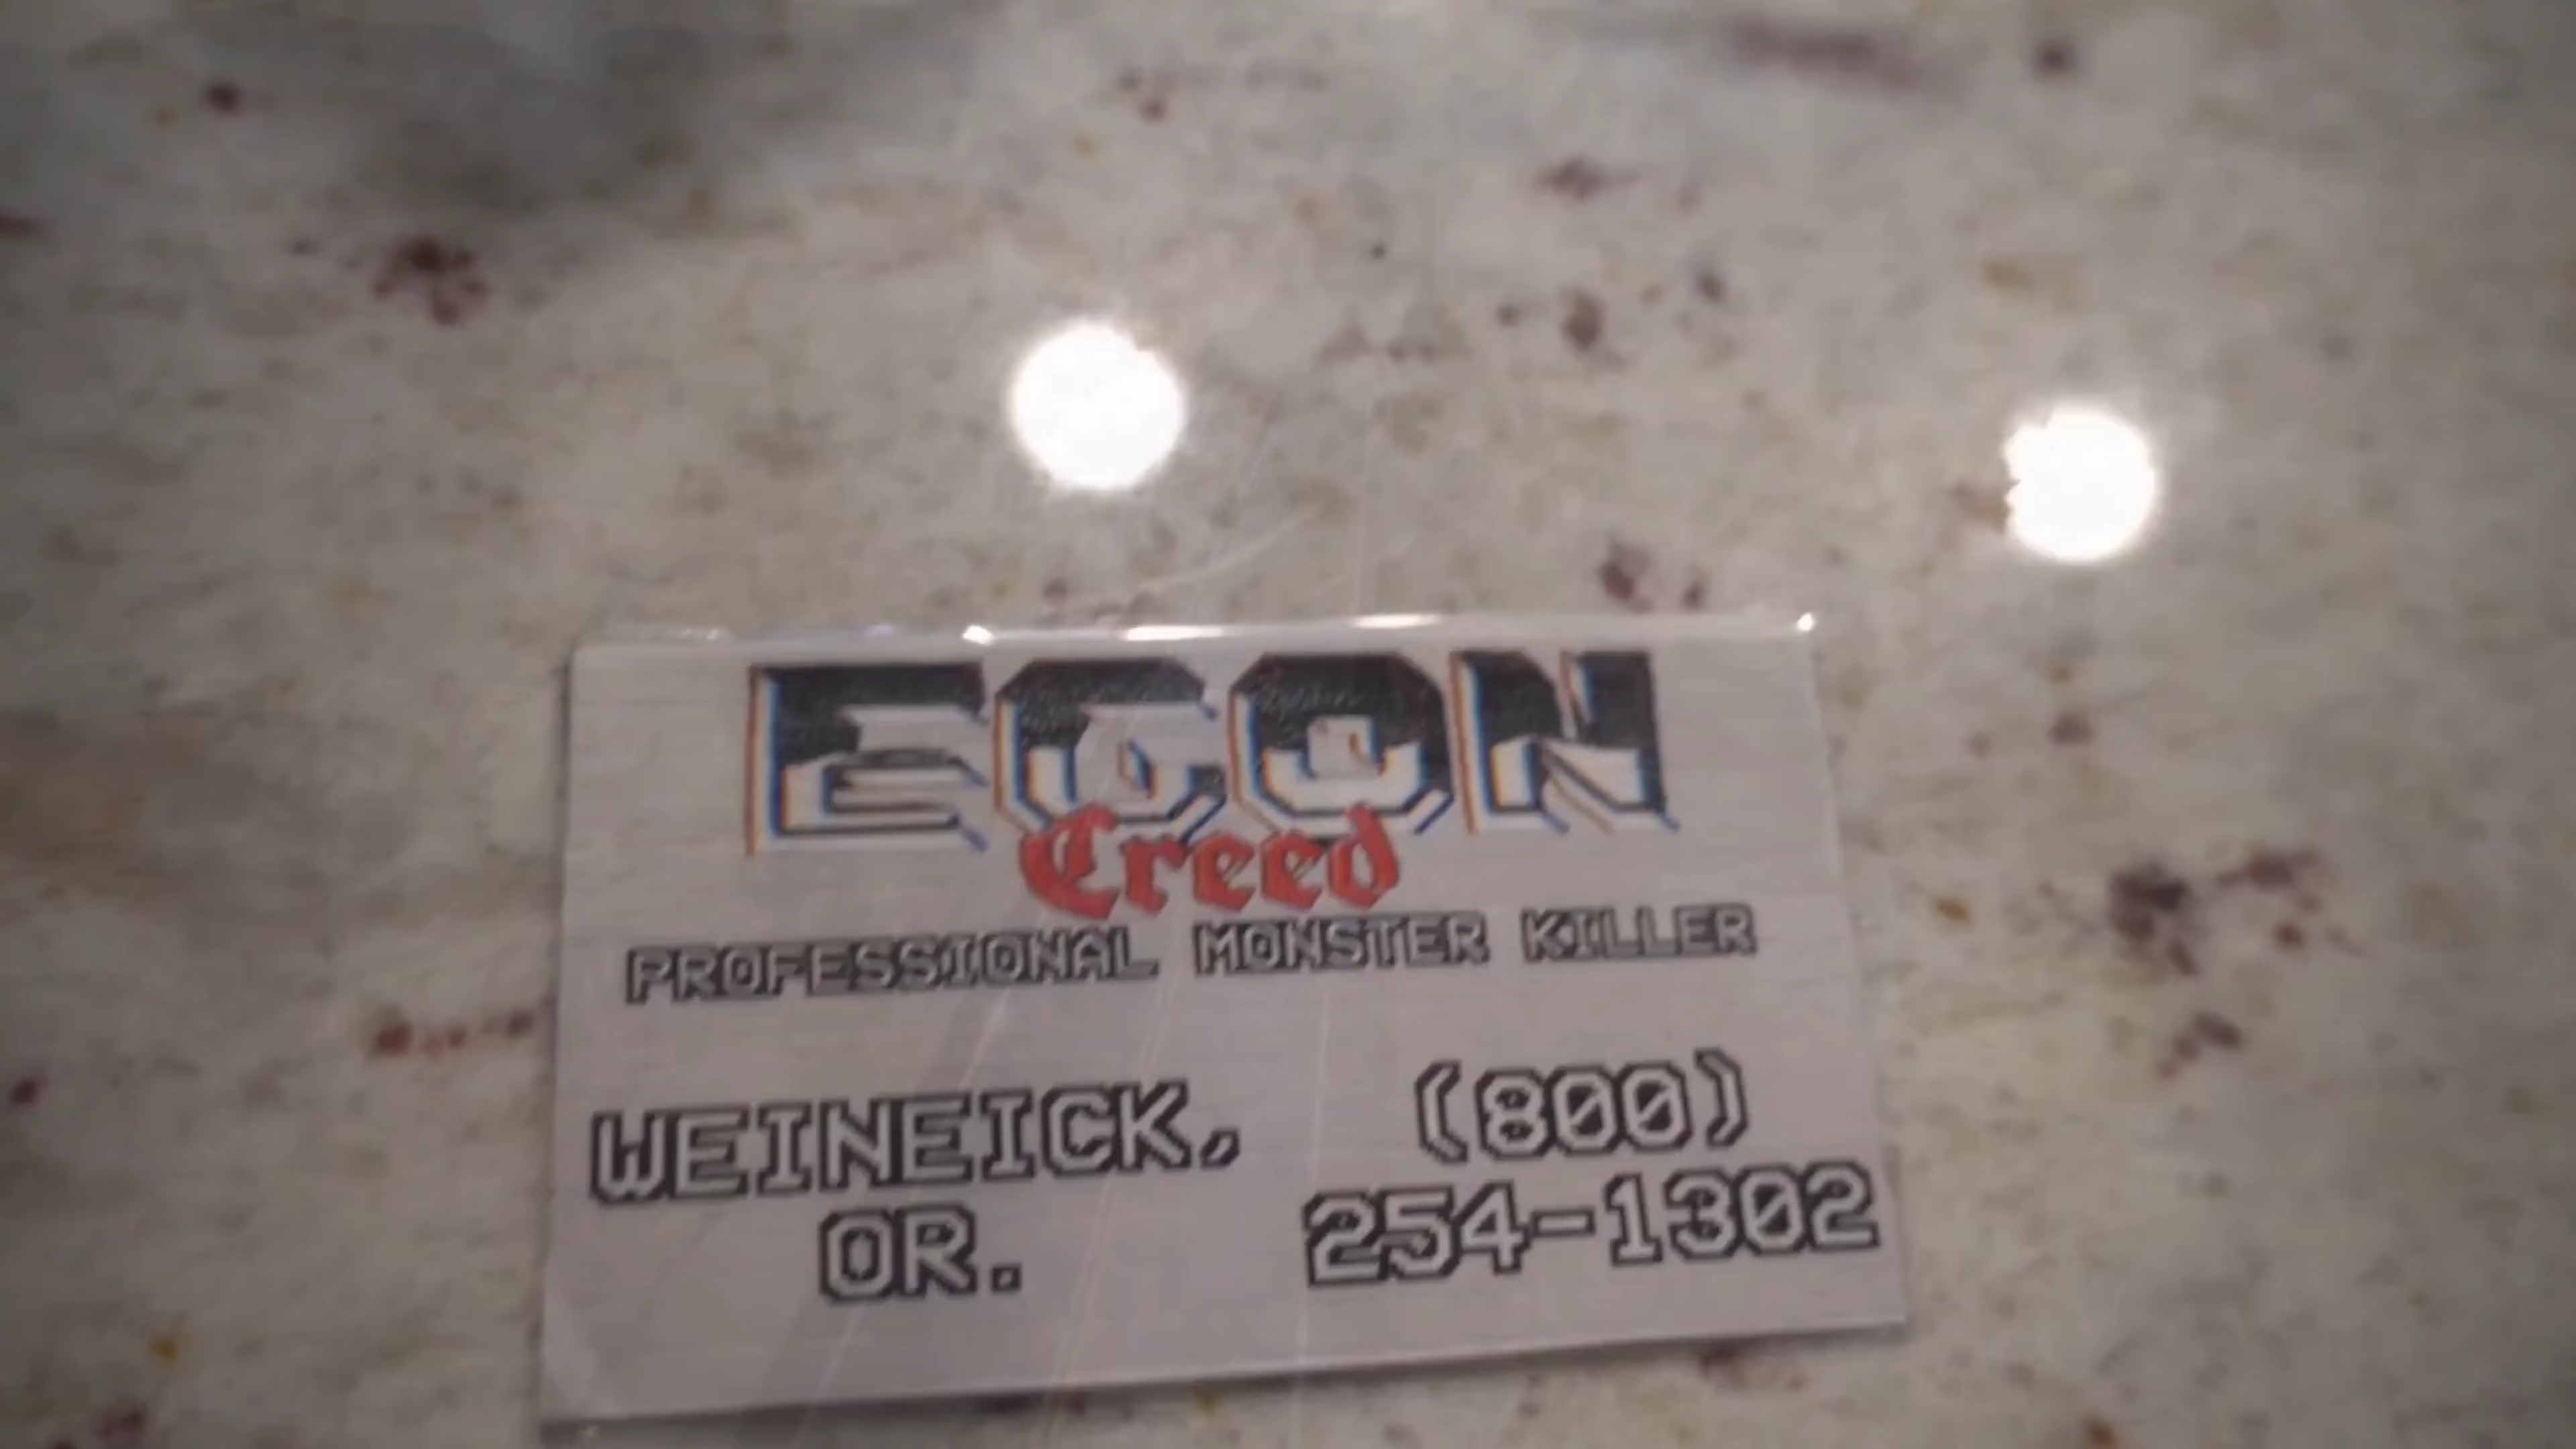 EGON
Creed
PROFESSIONAL MONSTER KILLER
WEINEICK, (800)
OR. 254-1302